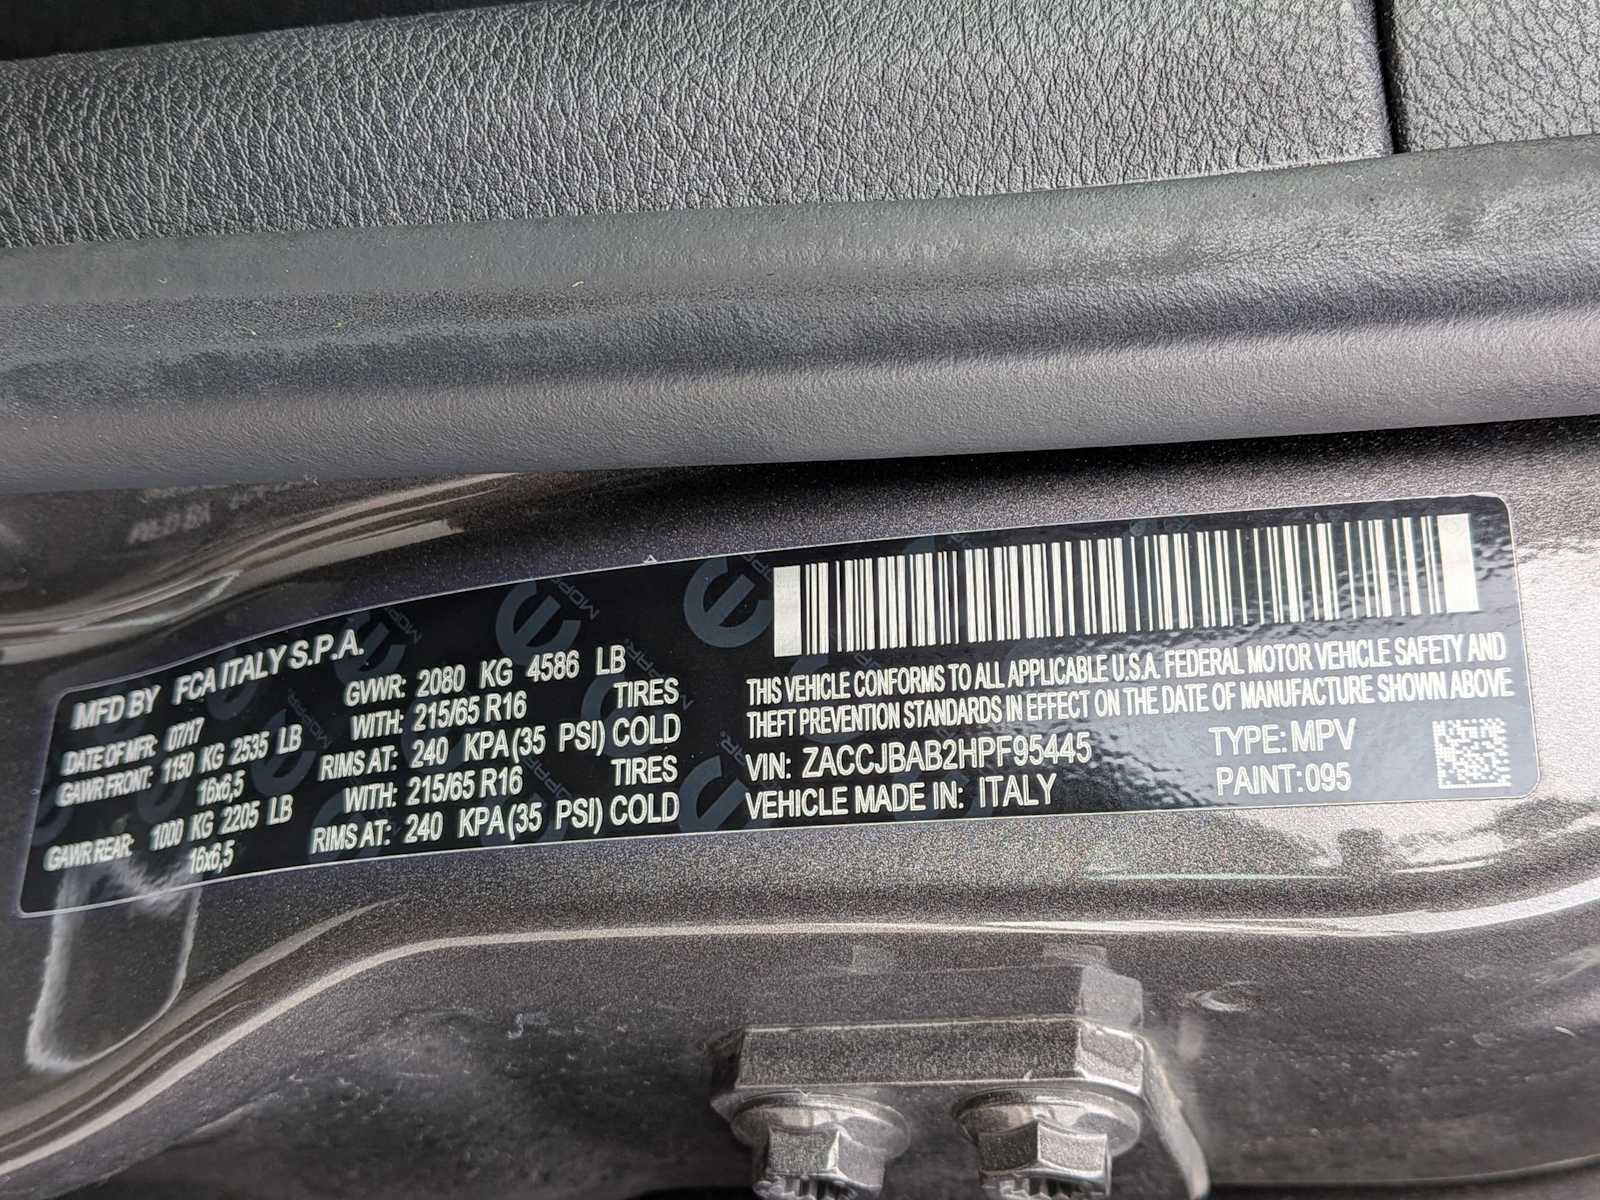 MFD BY FCA ITALY S.P.A.
DATE OF MFR: 07/17 GVWR: 2080 KG 4586 LB
GAWR FRONT: 1150 KG 2535 LB WITH: 215/65 R16 TIRES
16x6,5 RIMS AT: 240 KPA (35 PSI) COLD
GAWR REAR: 1000 KG 2205 LB WITH: 215/65 R16 TIRES
16x6,5 RIMS AT: 240 KPA (35 PSI) COLD
THIS VEHICLE CONFORMS TO ALL APPLICABLE U.S.A. FEDERAL MOTOR VEHICLE SAFETY AND
THEFT PREVENTION STANDARDS IN EFFECT ON THE DATE OF MANUFACTURE SHOWN ABOVE
VIN: ZACCJBAB2HPF95445 TYPE: MPV
VEHICLE MADE IN: ITALY PAINT: 095
MOPAR
MOPAR
MOPAR